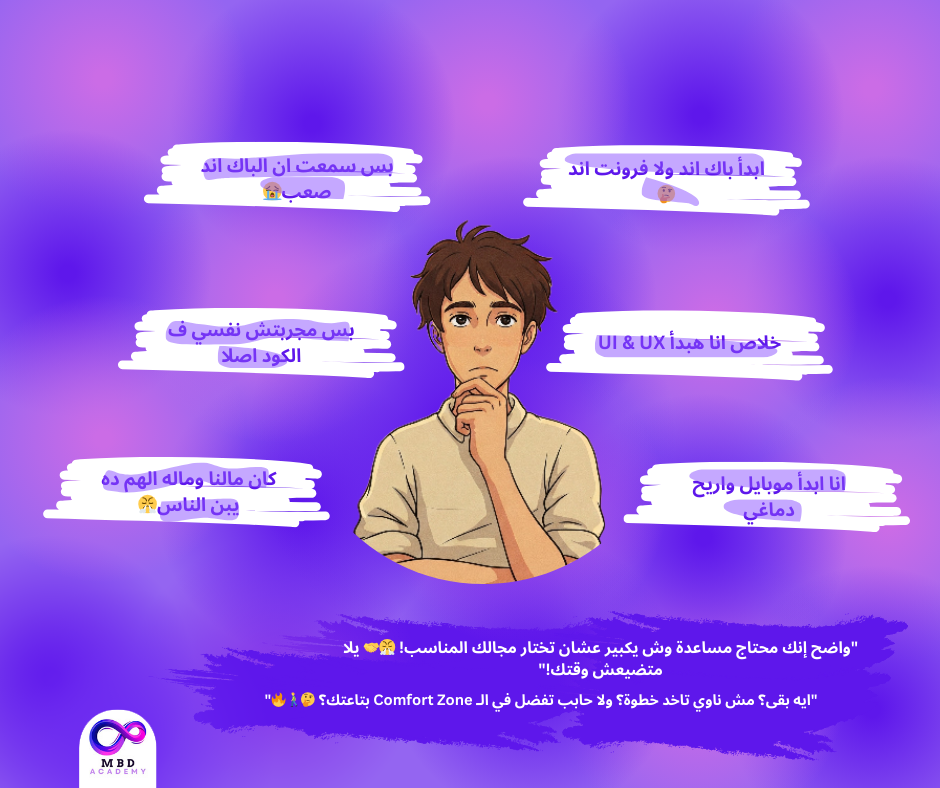 ابدأ باك اند ولا فرونت اند
🤔
بس سمعت ان الباك اند
صعب😭
خلاص انا هبدأ UI & UX
بس مجربتش نفسي ف
الكود اصلا
انا ابدأ موبايل واريح
دماغي
كان مالنا وماله الهم ده
يبن الناس😤
"واضح إنك محتاج مساعدة وش يكبير عشان تختار مجالك المناسب! 😤🤝 يلا
متضيعش وقتك!"
"ايه بقى؟ مش ناوي تاخد خطوة؟ ولا حابب تفضل في الـ Comfort Zone بتاعتك؟ 🤔🚶‍♂️🔥"
MBD
ACADEMY